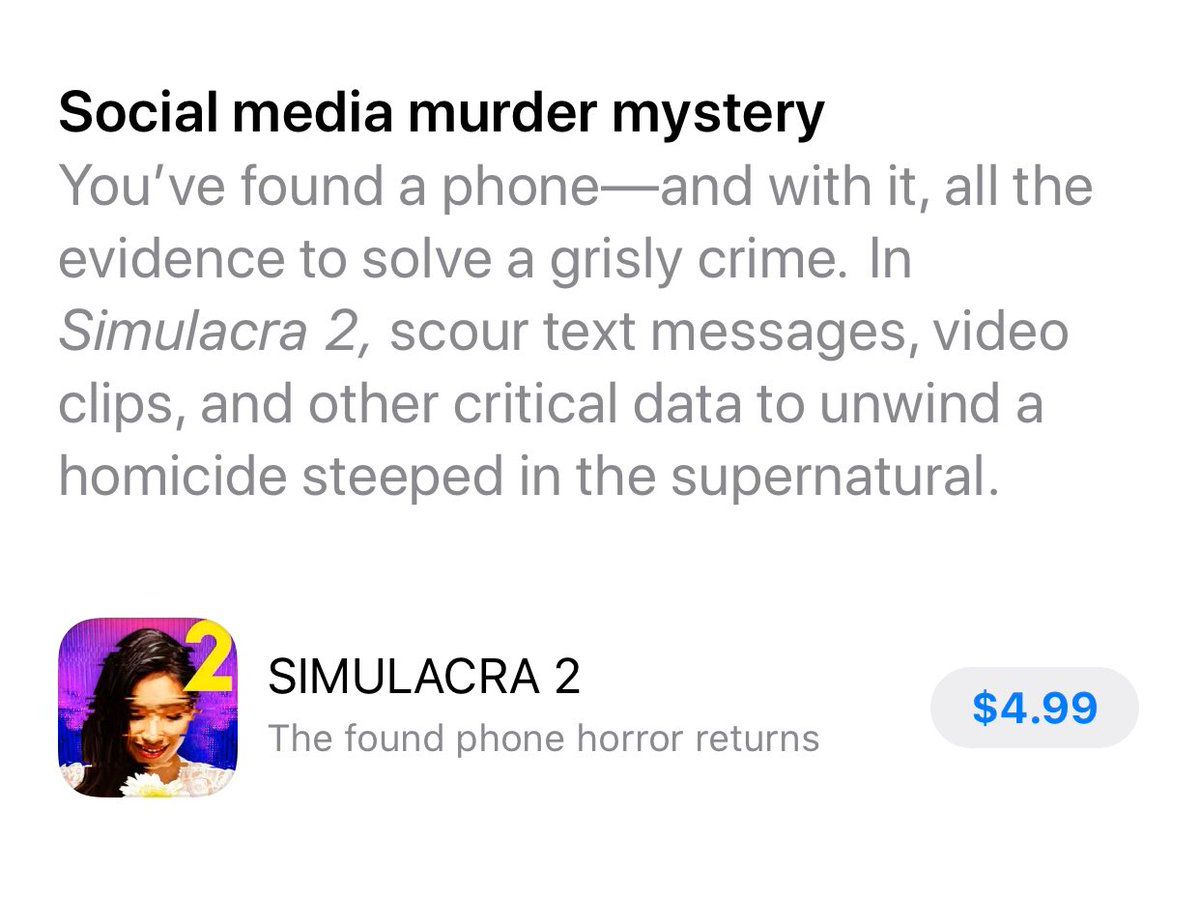 Social media murder mystery
You’ve found a phone—and with it, all the
evidence to solve a grisly crime. In
Simulacra 2, scour text messages, video
clips, and other critical data to unwind a
homicide steeped in the supernatural.
2
SIMULACRA 2
The found phone horror returns
$4.99